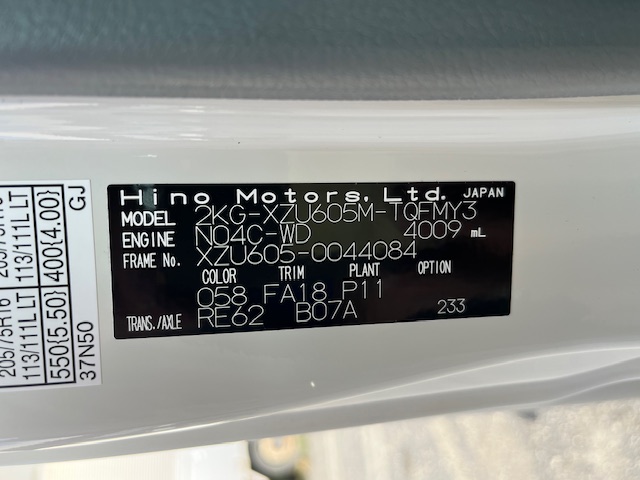 Hino Motors, Ltd. JAPAN
MODEL 2KG-XZU605M-TQFMY3
ENGINE N04C-WD 4009 mL
FRAME No. XZU605-0044084
COLOR TRIM PLANT OPTION
058 FA18 P11
TRANS./AXLE RE62 B07A 233
205/75R16
113/111L LT 113/111L LT
550{5.50} 400{4.00}
37N50 GJ